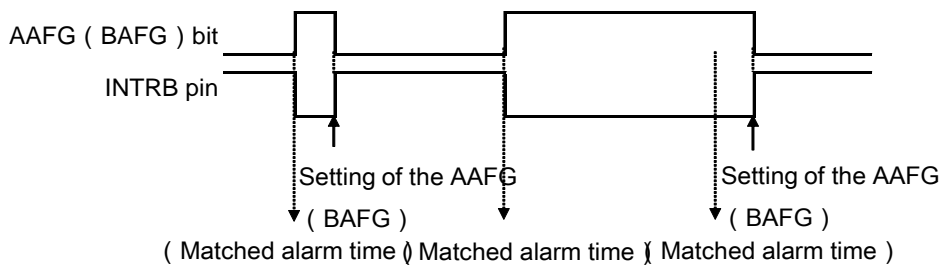 AAFG ( BAFG ) bit
INTRB pin
Setting of the AAFG
( BAFG )
Setting of the AAFG
( BAFG )
( Matched alarm time ) ( Matched alarm time ) ( Matched alarm time )